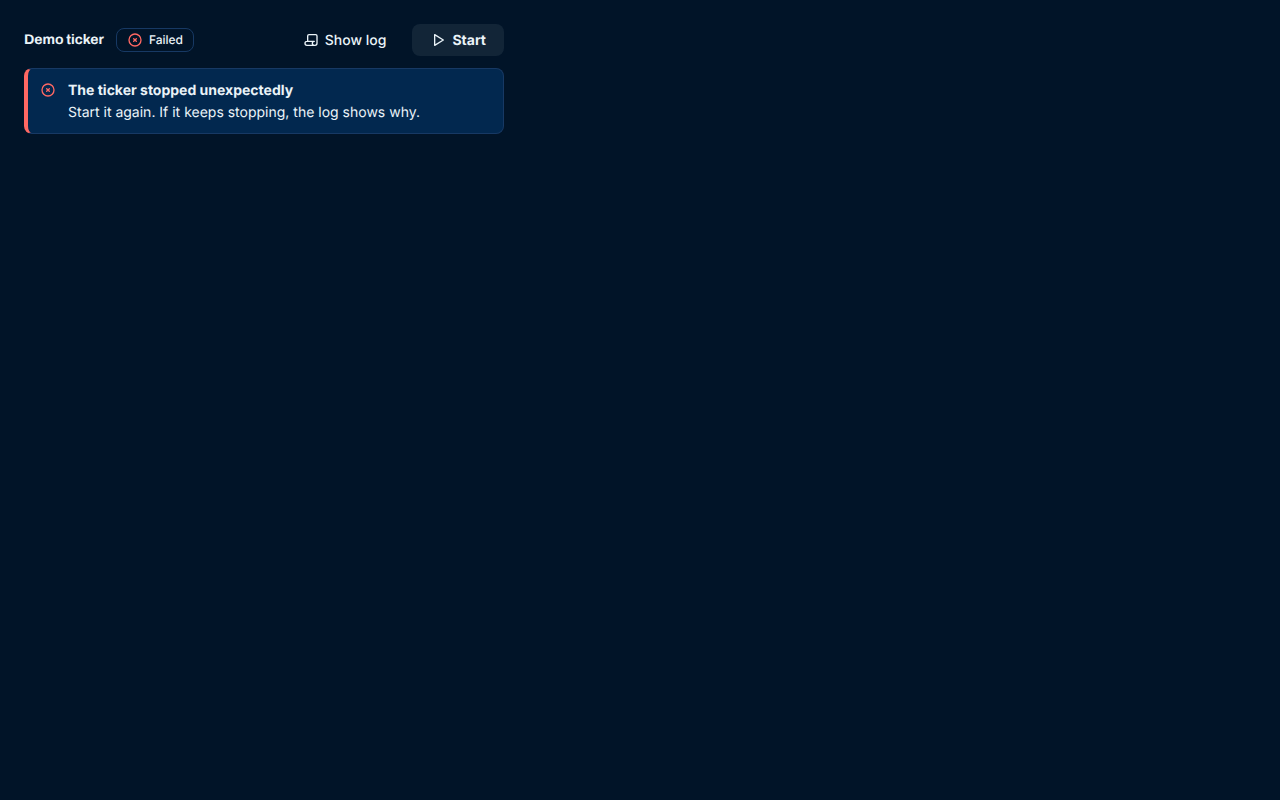 Demo ticker
Failed
Show log
Start
The ticker stopped unexpectedly
Start it again. If it keeps stopping, the log shows why.